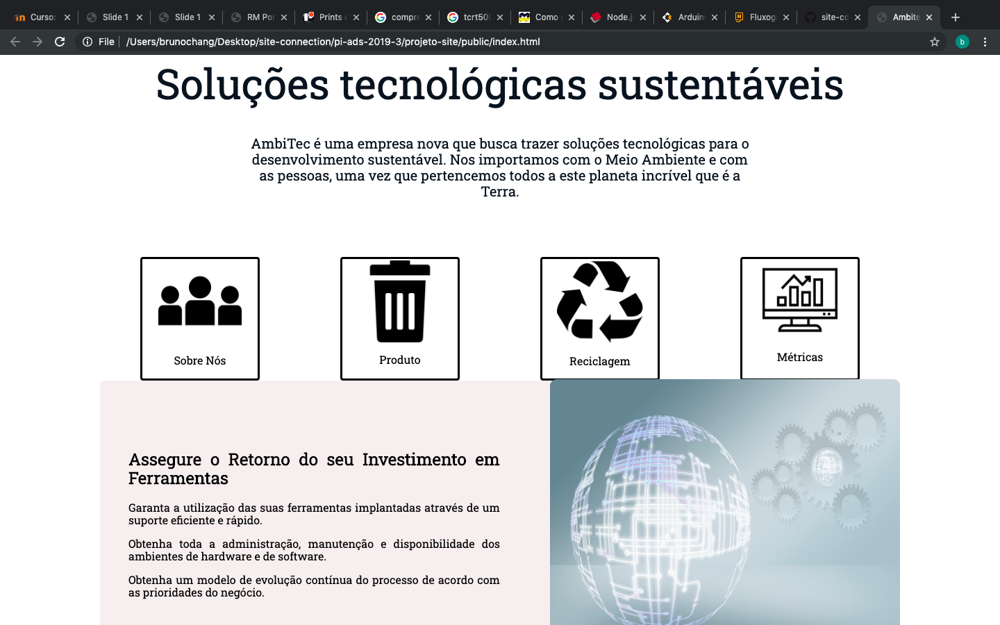 Curso:
Slide 1
Slide 1
RM Por
Prints
compre
tcrt500
Como
Node.j
Arduin
Fluxog
site-co
Ambite
File
/Users/brunochang/Desktop/site-connection/pi-ads-2019-3/projeto-site/public/index.html
b
Soluções tecnológicas sustentáveis
AmbiTec é uma empresa nova que busca trazer soluções tecnológicas para o
desenvolvimento sustentável. Nos importamos com o Meio Ambiente e com
as pessoas, uma vez que pertencemos todos a este planeta incrível que é a
Terra.
Sobre Nós
Produto
Reciclagem
Métricas
Assegure o Retorno do seu Investimento em
Ferramentas
Garanta a utilização das suas ferramentas implantadas através de um
suporte eficiente e rápido.
Obtenha toda a administração, manutenção e disponibilidade dos
ambientes de hardware e de software.
Obtenha um modelo de evolução contínua do processo de acordo com
as prioridades do negócio.